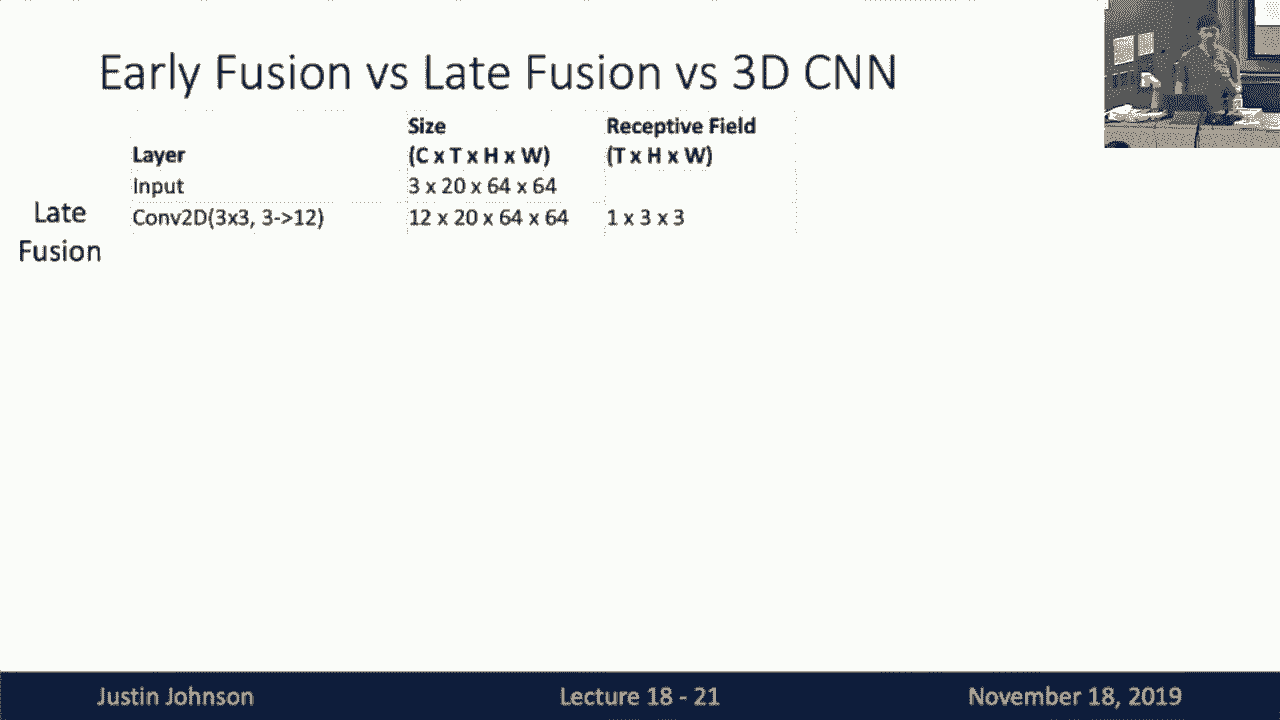 Early Fusion vs Late Fusion vs 3D CNN
Layer
Size
(C x T x H x W)
Receptive Field
(T x H x W)
Input
3 x 20 x 64 x 64
Late
Fusion
Conv2D(3x3, 3->12)
12 x 20 x 64 x 64
1 x 3 x 3
Justin Johnson
Lecture 18 - 21
November 18, 2019